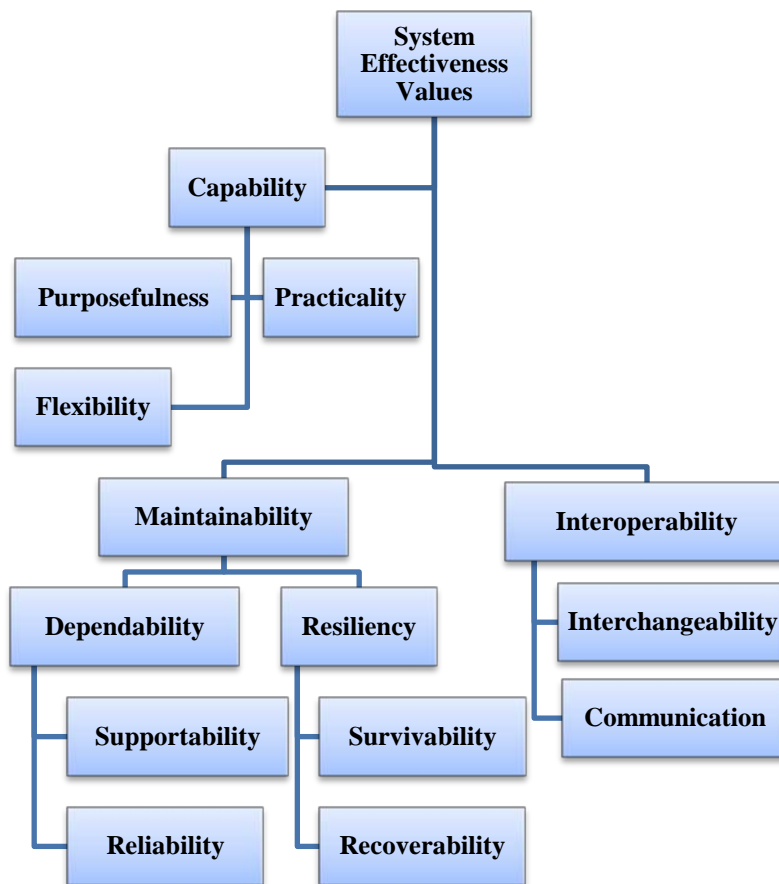 System
Effectiveness
Values
Capability
Purposefulness
Practicality
Flexibility
Maintainability
Interoperability
Dependability
Resiliency
Interchangeability
Supportability
Survivability
Communication
Reliability
Recoverability